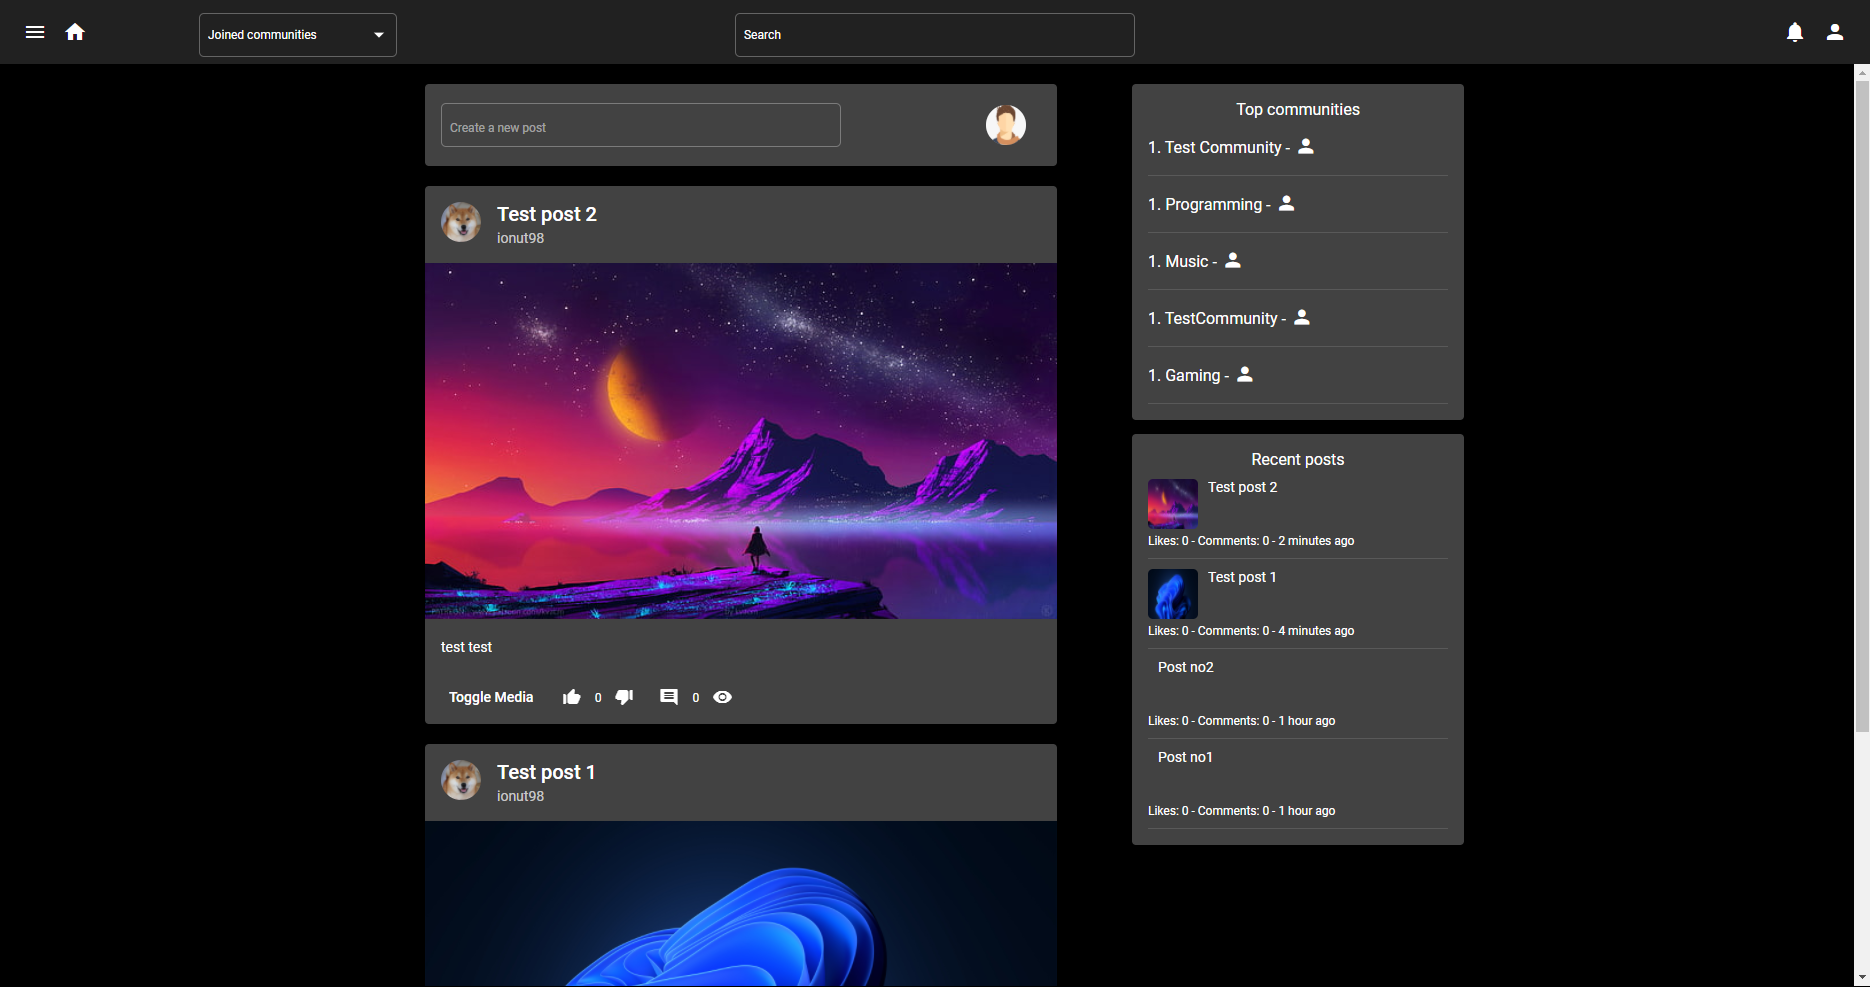 Joined communities
Search
Create a new post
Test post 2
ionut98
test test
Toggle Media 0 0
Test post 1
ionut98
Top communities
1. Test Community -
1. Programming -
1. Music -
1. TestCommunity -
1. Gaming -
Recent posts
Test post 2
Likes: 0 - Comments: 0 - 2 minutes ago
Test post 1
Likes: 0 - Comments: 0 - 4 minutes ago
Post no2
Likes: 0 - Comments: 0 - 1 hour ago
Post no1
Likes: 0 - Comments: 0 - 1 hour ago